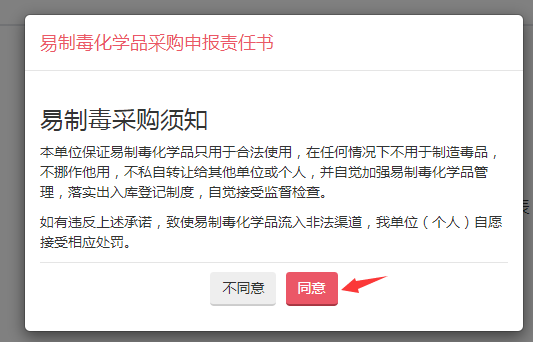 易制毒化学品采购申报责任书
易制毒采购须知
本单位保证易制毒化学品只用于合法使用，在任何情况下不用于制造毒品，
不挪作他用，不私自转让给其他单位或个人，并自觉加强易制毒化学品管
理，落实出入库登记制度，自觉接受监督检查。
如有违反上述承诺，致使易制毒化学品流入非法渠道，我单位（个人）自愿
接受相应处罚。
不同意 同意